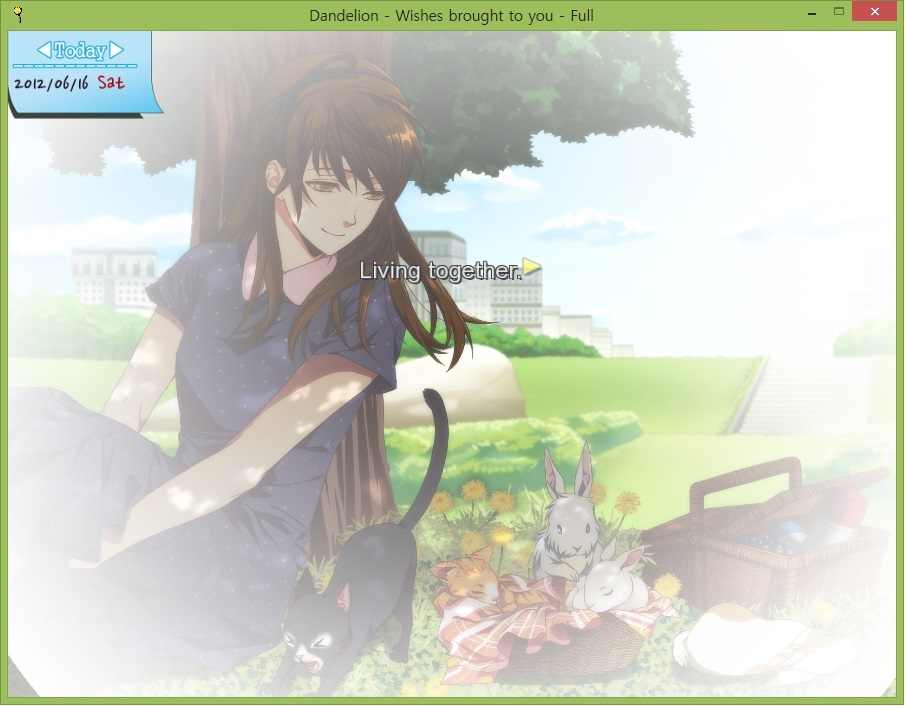 Dandelion - Wishes brought to you - Full
Today
2012/06/16 Sat
Living together.